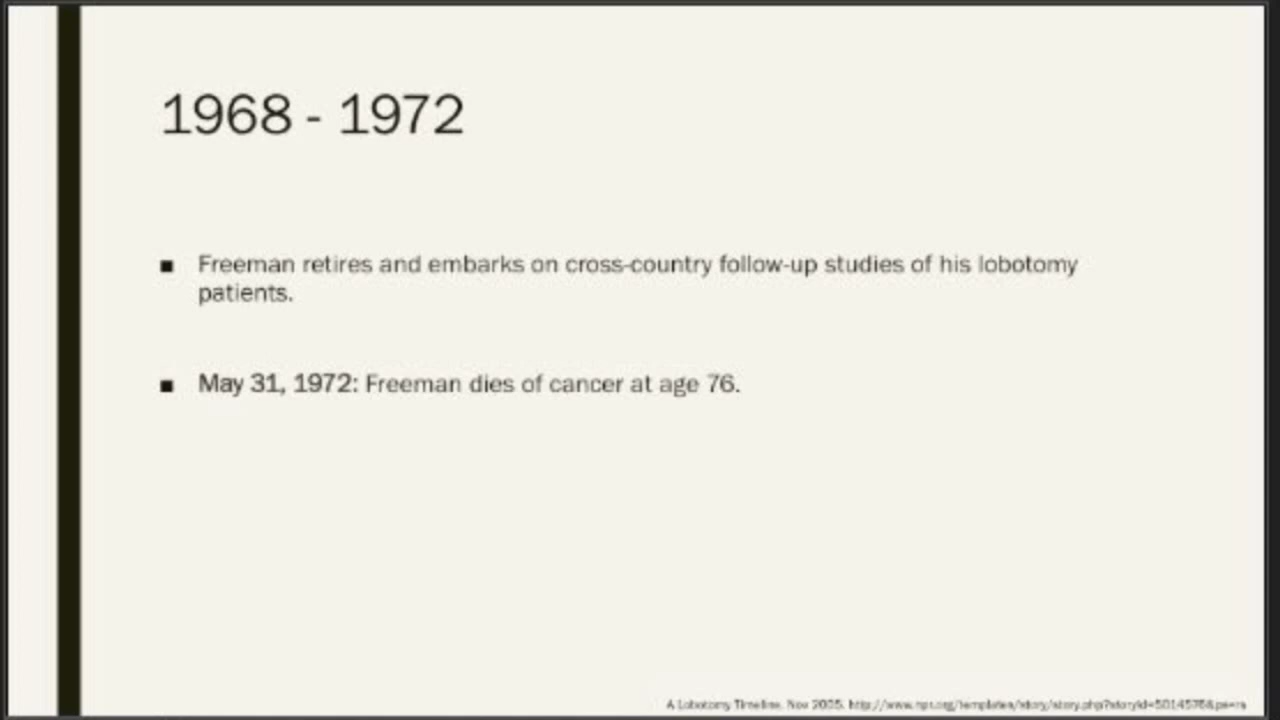 1968 - 1972
■ Freeman retires and embarks on cross-country follow-up studies of his lobotomy
patients.
■ May 31, 1972: Freeman dies of cancer at age 76.
A Lobotomy Timeline. Nov 2005. http://www.npr.org/templates/story/story.php?storyId=5014576&ps=rs